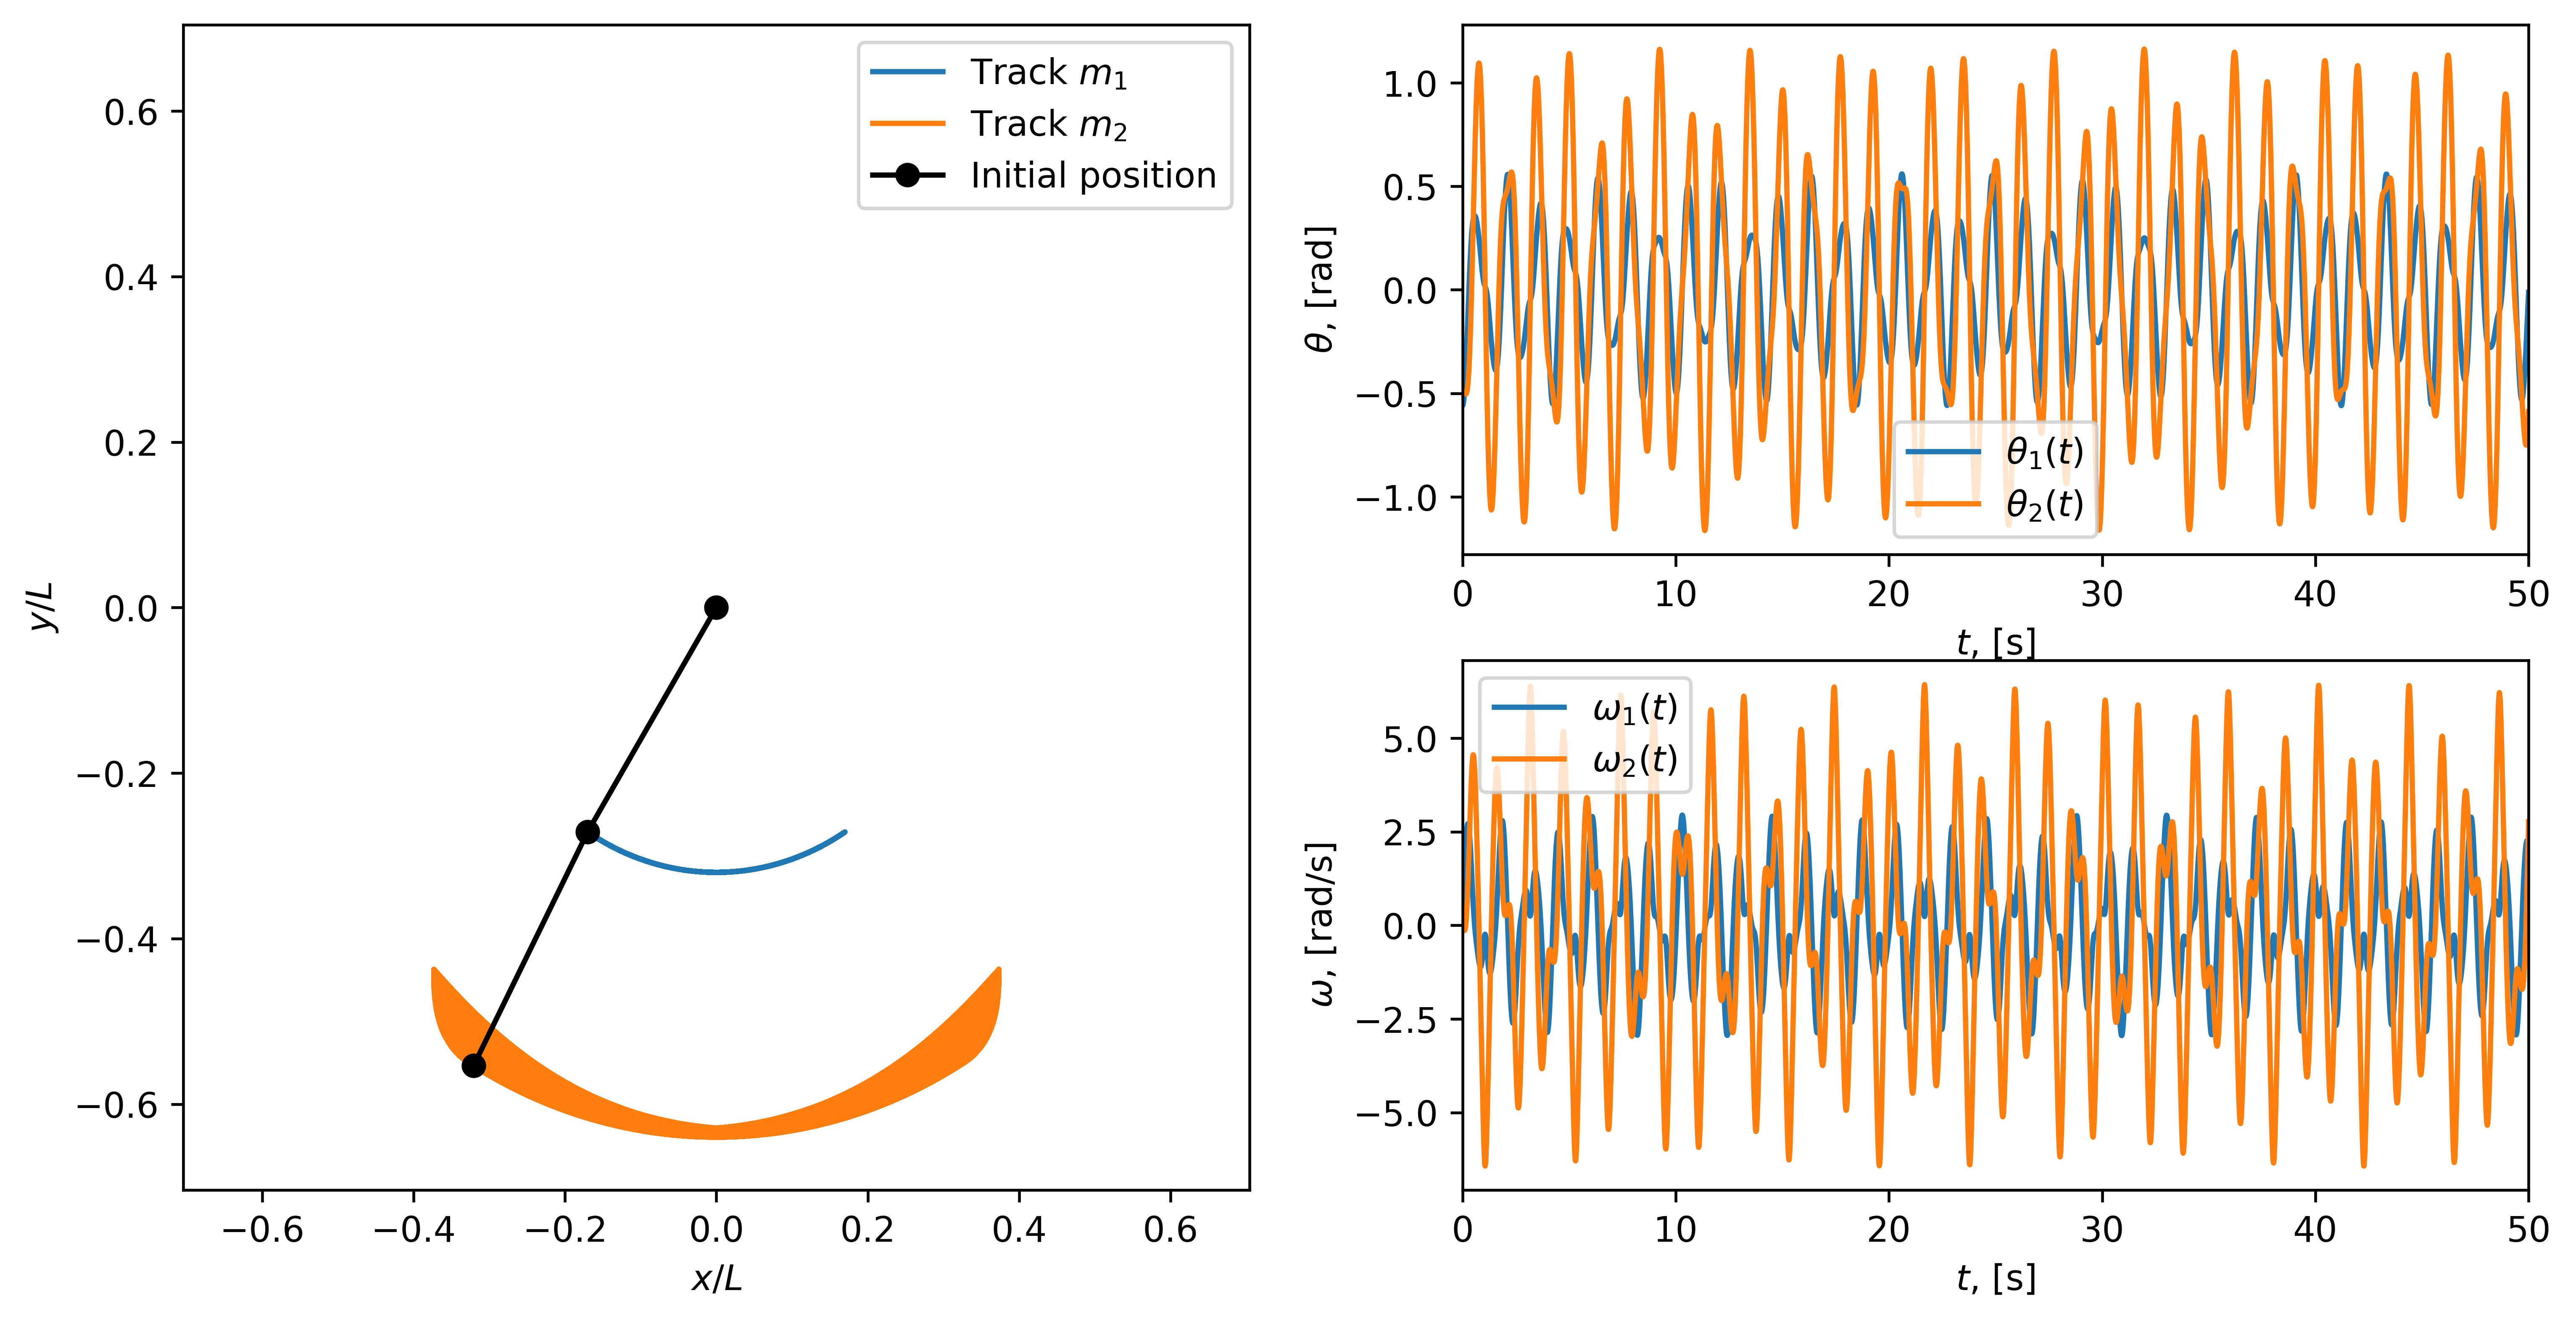 Track m₁
Track m₂
Initial position
0.6
0.4
0.2
0.0
−0.2
−0.4
−0.6
y/L
−0.6 −0.4 −0.2 0.0 0.2 0.4 0.6
x/L
1.0
0.5
0.0
−0.5
−1.0
θ, [rad]
θ₁(t)
θ₂(t)
0 10 20 30 40 50
t, [s]
ω₁(t)
ω₂(t)
5.0
2.5
0.0
−2.5
−5.0
ω, [rad/s]
0 10 20 30 40 50
t, [s]